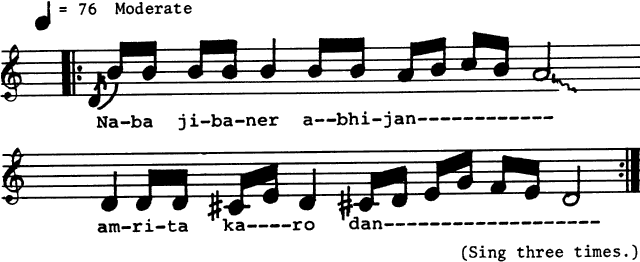 = 76 Moderate
Na-ba ji-ba-ner a--bhi-jan------------
am-ri-ta ka----ro dan-------------------
(Sing three times.)